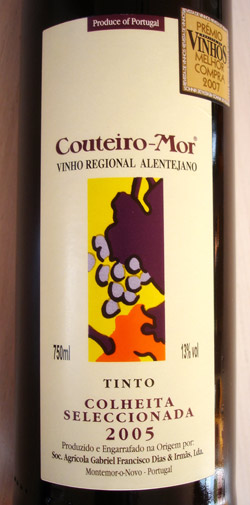 Produce of Portugal
PRÉMIO
VINHOS
MELHOR
COMPRA
2007
Couteiro-Mor®
VINHO REGIONAL ALENTEJANO
750ml
13% vol
TINTO
COLHEITA
SELECCIONADA
2005
Produzido e Engarrafado na Origem por:
Soc. Agrícola Gabriel Francisco Dias & Irmãs, Lda.
Montemor-o-Novo - Portugal